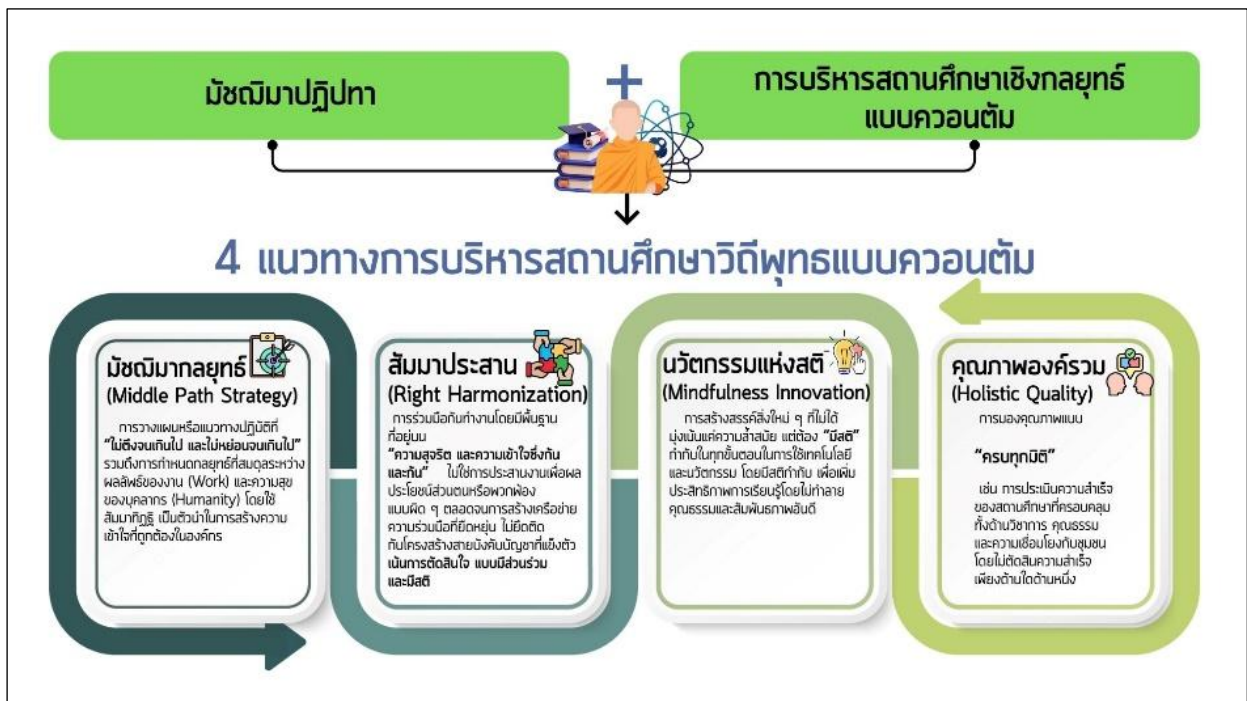 มัชฌิมาปฏิปทา
การบริหารสถานศึกษาเชิงกลยุทธ์
แบบควอนตัม
4 แนวทางการบริหารสถานศึกษาวิถีพุทธแบบควอนตัม
มัชฌิมากลยุทธ์
(Middle Path Strategy)
การวางแผนหรือแนวทางปฏิบัติที่
"ไม่ตึงจนเกินไป และไม่หย่อนจนเกินไป"
รวมถึงการกำหนดกลยุทธ์ที่สมดุลระหว่าง
ผลลัพธ์ของงาน (Work) และความสุข
ของบุคลากร (Humanity) โดยใช้
สัมมาทิฏฐิ เป็นตัวนำในการสร้างความ
เข้าใจที่ถูกต้องในองค์กร
สัมมาประสาน
(Right Harmonization)
การร่วมมือกันทำงานโดยมีพื้นฐาน
ที่อยู่บน
"ความสุจริต และความเข้าใจซึ่งกัน
และกัน" ไม่ใช่การประสานงานเพื่อผล
ประโยชน์ส่วนตนหรือพวกพ้อง
แบบผิด ๆ ตลอดจนการสร้างเครือข่าย
ความร่วมมือที่ยืดหยุ่น ไม่ยึดติด
กับโครงสร้างสายบังคับบัญชาที่แข็งตัว
เน้นการตัดสินใจ แบบมีส่วนร่วม
และมีสติ
นวัตกรรมแห่งสติ
(Mindfulness Innovation)
การสร้างสรรค์สิ่งใหม่ ๆ ที่ไม่ได้
มุ่งเน้นแค่ความล้ำสมัย แต่ต้อง "มีสติ"
กำกับในทุกขั้นตอนในการใช้เทคโนโลยี
และนวัตกรรม โดยมีสติกำกับ เพื่อเพิ่ม
ประสิทธิภาพการเรียนรู้โดยไม่ทำลาย
คุณธรรมและสัมพันธภาพอันดี
คุณภาพองค์รวม
(Holistic Quality)
การมองคุณภาพแบบ
"ครบทุกมิติ"
เช่น การประเมินความสำเร็จ
ของสถานศึกษาที่ครอบคลุม
ทั้งด้านวิชาการ คุณธรรม
และความเชื่อมโยงกับชุมชน
โดยไม่ตัดสินความสำเร็จ
เพียงด้านใดด้านหนึ่ง